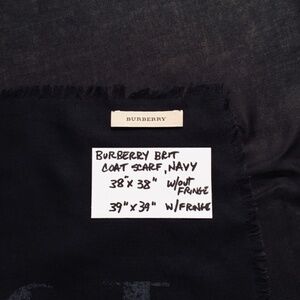 BURBERRY
BURBERRY BRIT
COAT SCARF, NAVY
38" x 38" W/OUT
FRINGE
39" x 39" W/FRINGE